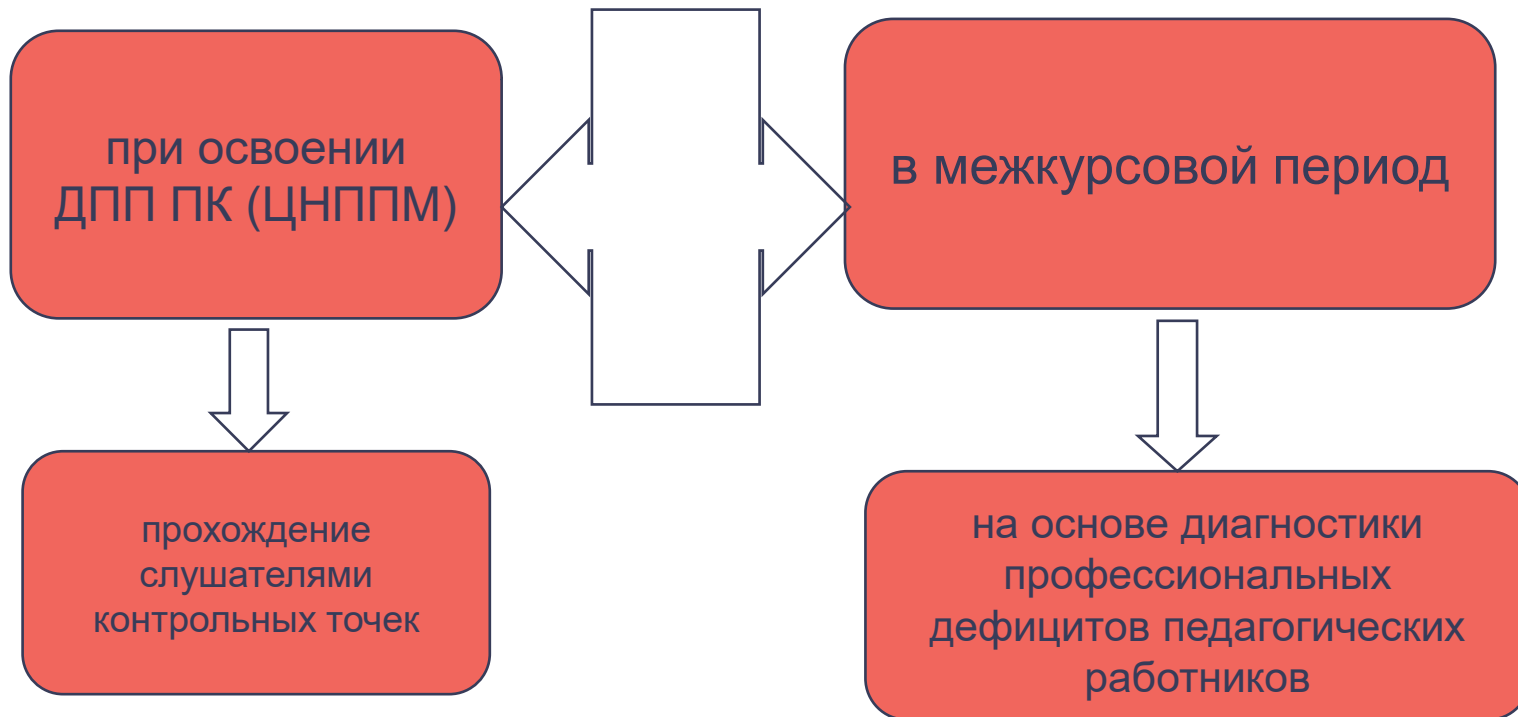 при освоении
ДПП ПК (ЦНППМ)
в межкурсовой период
прохождение
слушателями
контрольных точек
на основе диагностики
профессиональных
дефицитов педагогических
работников